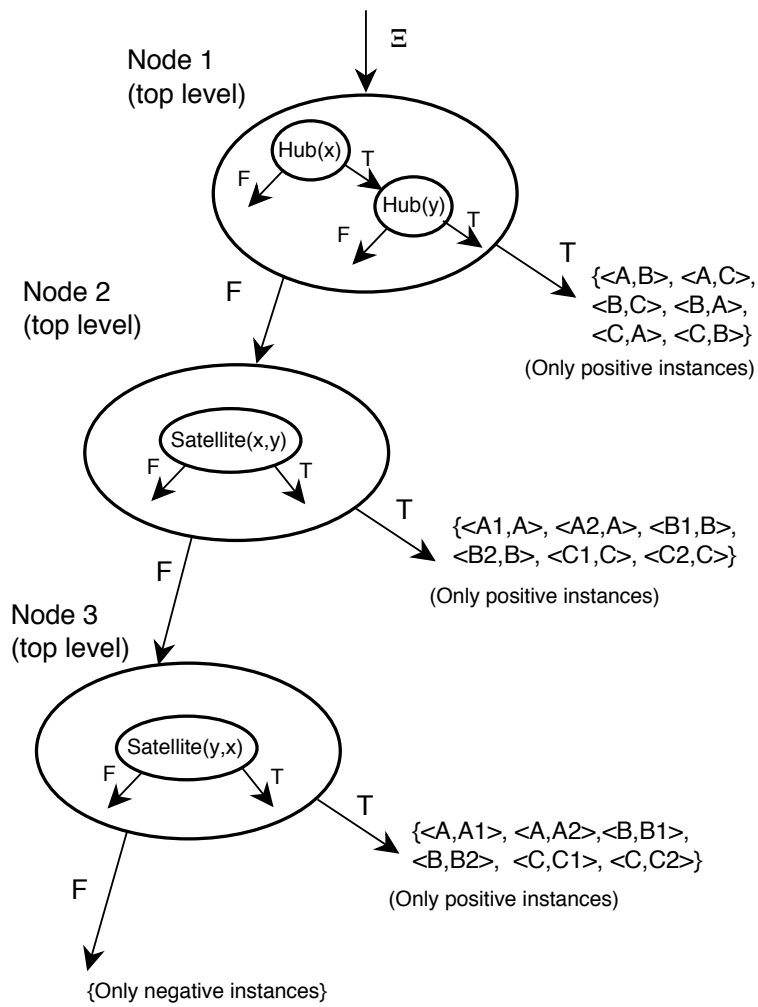 Ξ
Node 1
(top level)
Hub(x)
T
F
Hub(y)
T
F
T
{<A,B>, <A,C>,
<B,C>, <B,A>,
<C,A>, <C,B>}
(Only positive instances)
F
Node 2
(top level)
Satellite(x,y)
F
T
T
{<A1,A>, <A2,A>, <B1,B>,
<B2,B>, <C1,C>, <C2,C>}
(Only positive instances)
F
Node 3
(top level)
Satellite(y,x)
F
T
T
{<A,A1>, <A,A2>,<B,B1>,
<B,B2>, <C,C1>, <C,C2>}
(Only positive instances)
F
{Only negative instances}